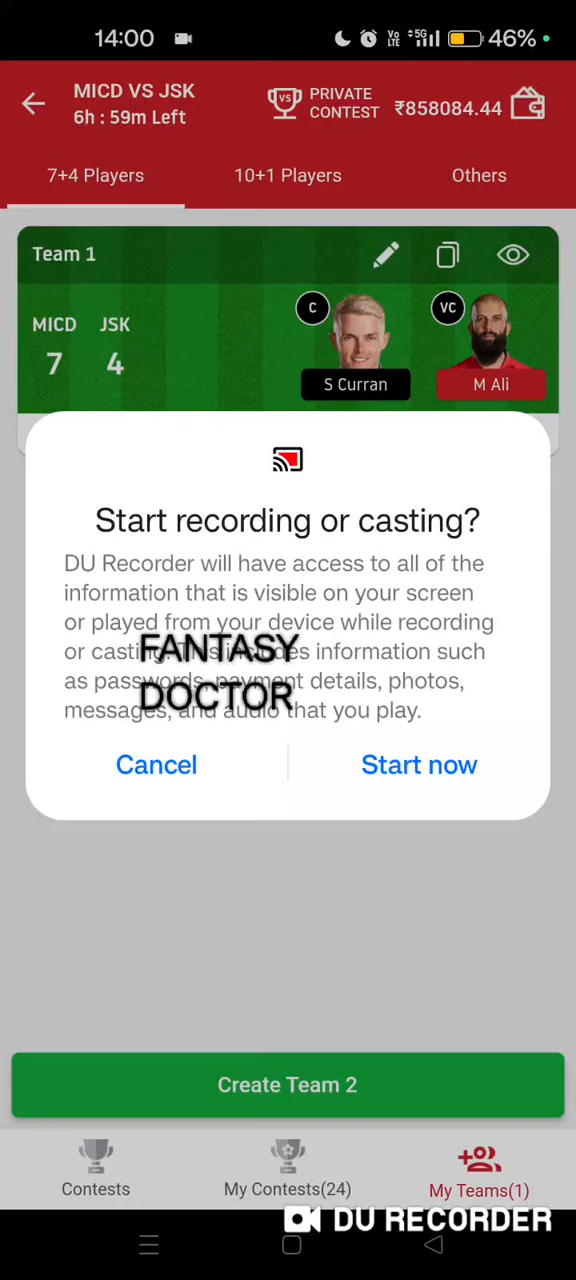 14:00
Vo LTE 5G 46%
MICD VS JSK
6h : 59m Left
VS
PRIVATE
CONTEST
₹858084.44
7+4 Players 10+1 Players Others
Team 1
MICD JSK
7 4
C VC
S Curran M Ali
Start recording or casting?
DU Recorder will have access to all of the
information that is visible on your screen
or played from your device while recording
or casting. This includes information such
as passwords, payment details, photos,
messages, and audio that you play.
FANTASY
DOCTOR
Cancel Start now
Create Team 2
Contests My Contests(24) My Teams(1)
DU RECORDER